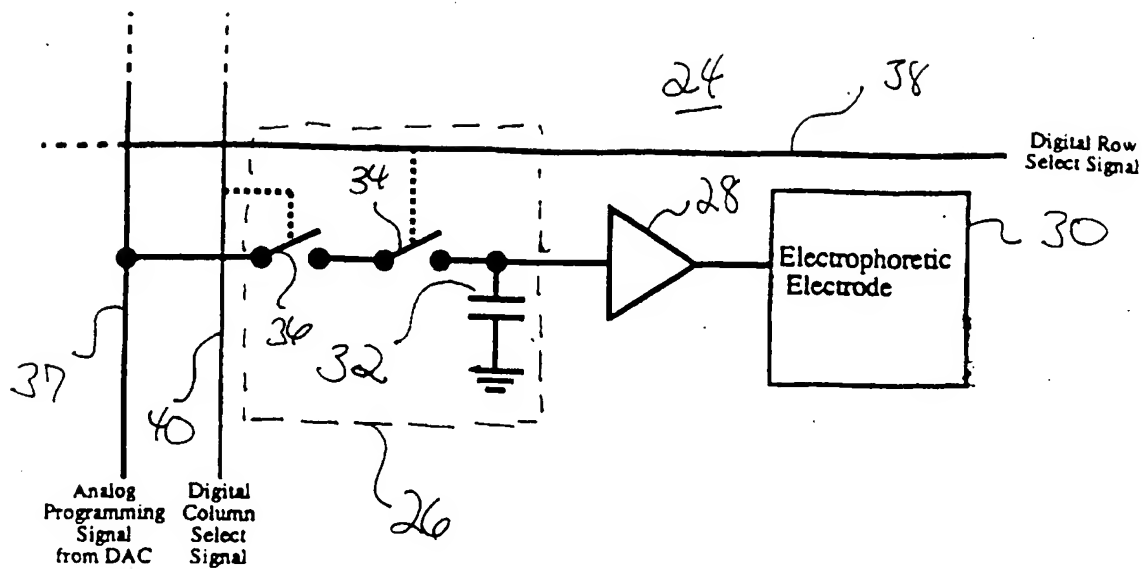 24
38
Digital Row
Select Signal
34
28
30
Electrophoretic
Electrode
36
32
37
40
26
Analog
Programming
Signal
from DAC
Digital
Column
Select
Signal